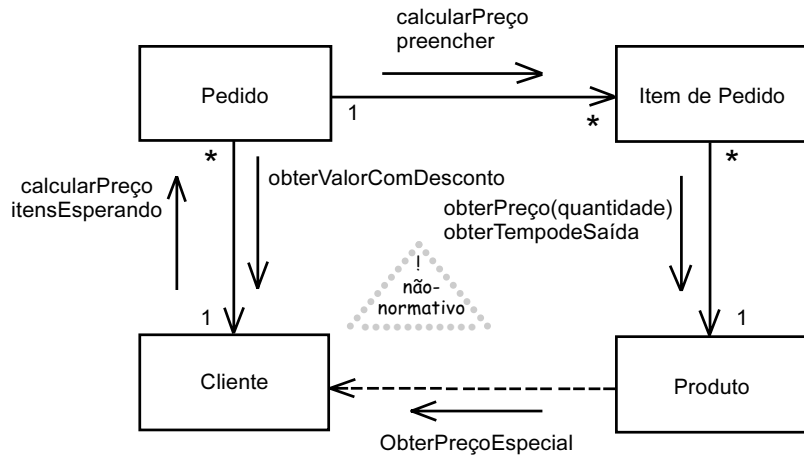 calcularPreço
preencher
Pedido
Item de Pedido
1
*
*
*
calcularPreço
itensEsperando
obterValorComDesconto
obterPreço(quantidade)
obterTempodeSaída
!
não-
normativo
1
1
Cliente
Produto
ObterPreçoEspecial